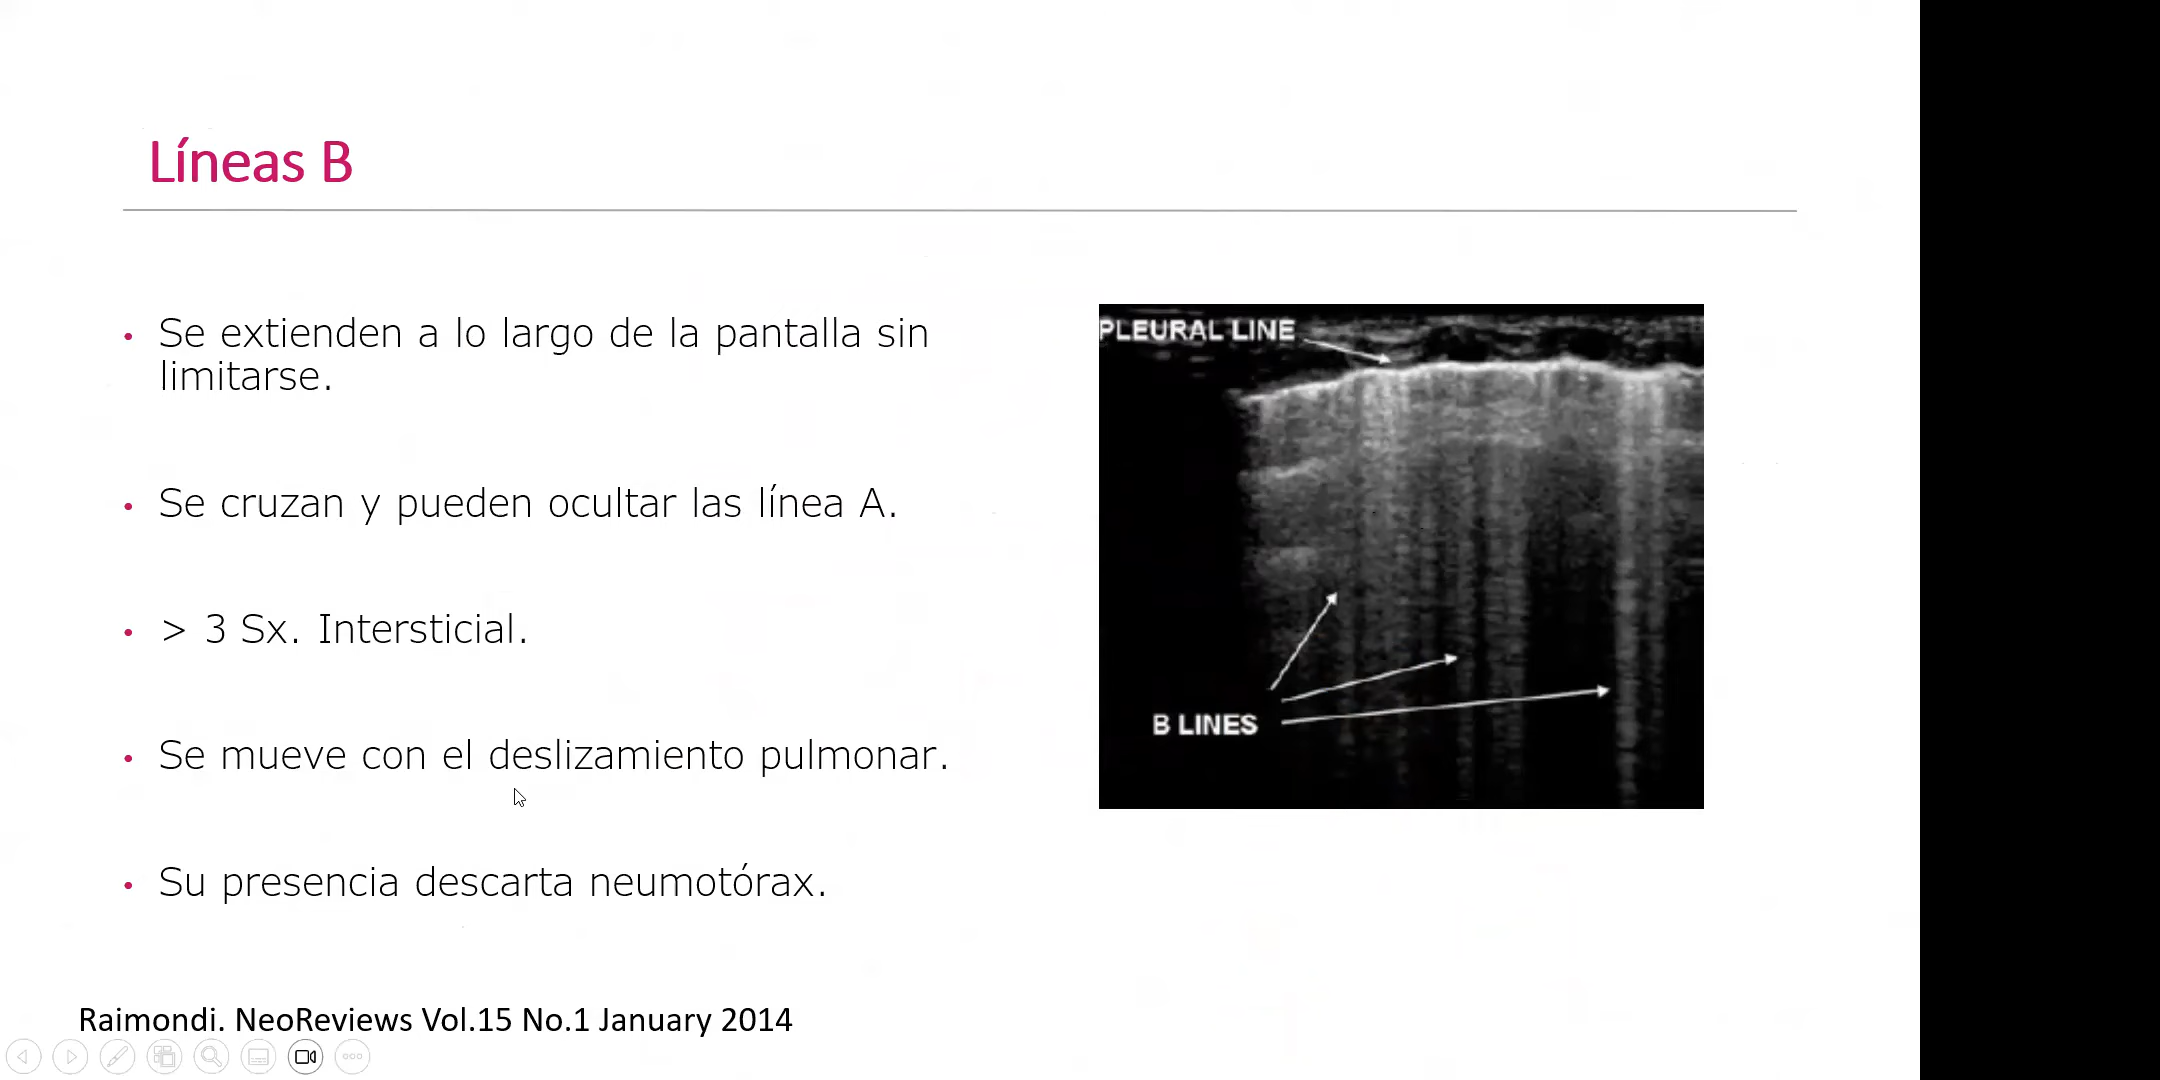 Líneas B
• Se extienden a lo largo de la pantalla sin
limitarse.
• Se cruzan y pueden ocultar las línea A.
• > 3 Sx. Intersticial.
• Se mueve con el deslizamiento pulmonar.
• Su presencia descarta neumotórax.
PLEURAL LINE
B LINES
Raimondi. NeoReviews Vol.15 No.1 January 2014